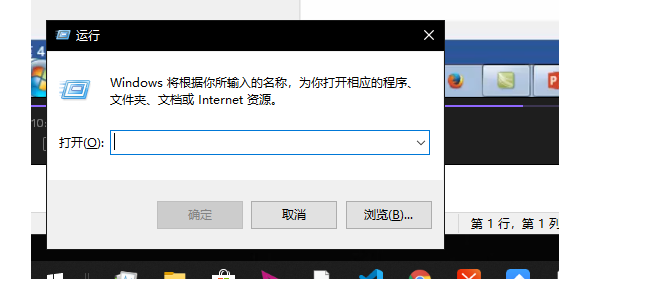 运行
Windows 将根据你所输入的名称，为你打开相应的程序、
文件夹、文档或 Internet 资源。
打开(O):
确定
取消
浏览(B)...
第 1 行，第 1 列